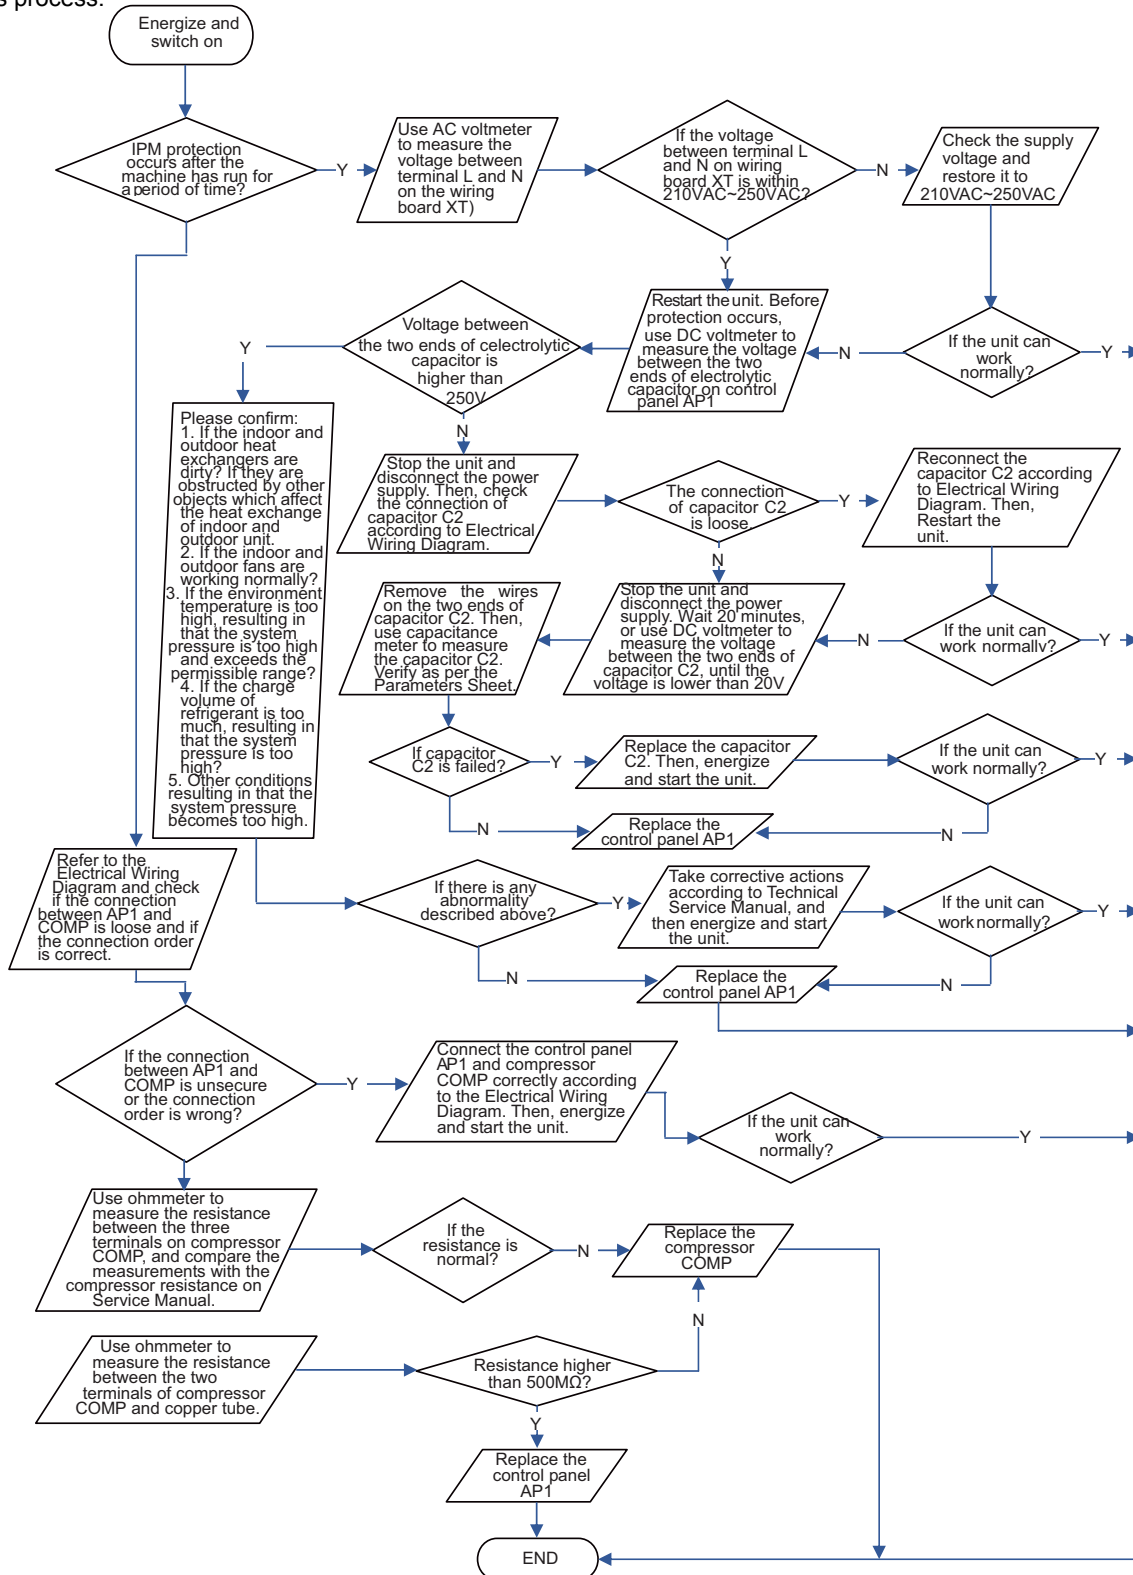 s process.
Energize and
switch on
IPM protection
occurs after the
machine has run for
a period of time?
Y
Use AC voltmeter
to measure the
voltage between
terminal L and N
on the wiring
board XT)
If the voltage
between terminal L
and N on wiring
board XT is within
210VAC~250VAC?
N
Check the supply
voltage and
restore it to
210VAC~250VAC
Y
Restart the unit. Before
protection occurs,
use DC voltmeter to
measure the voltage
between the two
ends of electrolytic
capacitor on control
panel AP1
N
If the unit can
work
normally?
Y
Voltage between
the two ends of celectrolytic
capacitor is
higher than
250V
Y
N
Please confirm:
1. If the indoor and
outdoor heat
exchangers are
dirty? If they are
obstructed by other
objects which affect
the heat exchange
of indoor and
outdoor unit.
2. If the indoor and
outdoor fans are
working normally?
3. If the environment
temperature is too
high, resulting in
that the system
pressure is too high
and exceeds the
permissible range?
4. If the charge
volume of
refrigerant is too
much, resulting in
that the system
pressure is too
high?
5. Other conditions
resulting in that the
system pressure
becomes too high.
Stop the unit and
disconnect the power
supply. Then, check
the connection of
capacitor C2
according to Electrical
Wiring Diagram.
The connection
of capacitor C2
is loose.
Y
Reconnect the
capacitor C2 according
to Electrical Wiring
Diagram. Then,
Restart the
unit.
N
Remove the wires
on the two ends of
capacitor C2. Then,
use capacitance
meter to measure
the capacitor C2.
Verify as per the
Parameters Sheet.
Stop the unit and
disconnect the power
supply. Wait 20 minutes,
or use DC voltmeter to
measure the voltage
between the two ends of
capacitor C2, until the
voltage is lower than 20V
N
If the unit can
work normally?
Y
If capacitor
C2 is failed?
Y
Replace the capacitor
C2. Then, energize
and start the unit.
If the unit can
work normally?
Y
N
Replace the
control panel AP1
N
Refer to the
Electrical Wiring
Diagram and check
if the connection
between AP1 and
COMP is loose and if
the connection order
is correct.
If there is any
abnormality
described above?
Y
Take corrective actions
according to Technical
Service Manual, and
then energize and start
the unit.
If the unit can
work normally?
Y
N
Replace the
control panel AP1
N
If the connection
between AP1 and
COMP is unsecure
or the connection
order is wrong?
Y
Connect the control panel
AP1 and compressor
COMP correctly according
to the Electrical Wiring
Diagram. Then, energize
and start the unit.
If the unit can
work
normally?
Y
Use ohmmeter to
measure the resistance
between the three
terminals on compressor
COMP, and compare the
measurements with the
compressor resistance on
Service Manual.
If the
resistance is
normal?
N
Replace the
compressor
COMP
N
Use ohmmeter to
measure the resistance
between the two
terminals of compressor
COMP and copper tube.
Resistance higher
than 500MΩ?
Y
Replace the
control panel
AP1
END